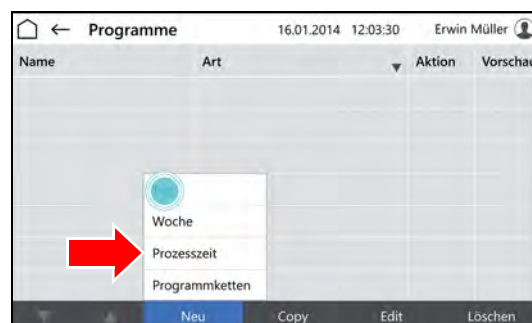 Programme 16.01.2014 12:03:30 Erwin Müller
Name Art Aktion Vorschau
Woche
Prozesszeit
Programmketten
Neu Copy Edit Löschen